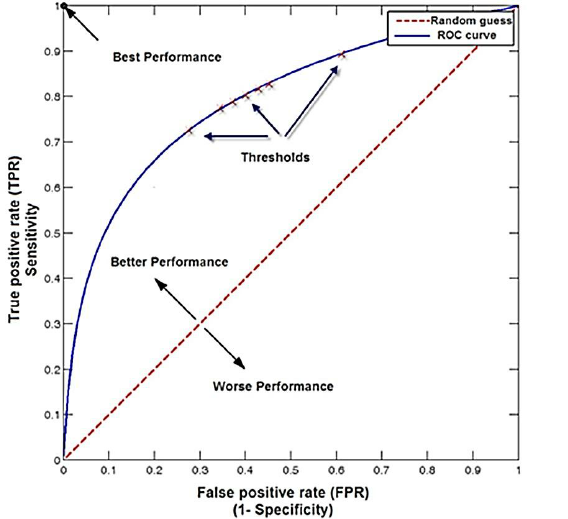 Random guess
ROC curve
Best Performance
Thresholds
Better Performance
Worse Performance
True positive rate (TPR)
Sensitivity
1
0.9
0.8
0.7
0.6
0.5
0.4
0.3
0.2
0.1
0
0 0.1 0.2 0.3 0.4 0.5 0.6 0.7 0.8 0.9 1
False positive rate (FPR)
(1- Specificity)